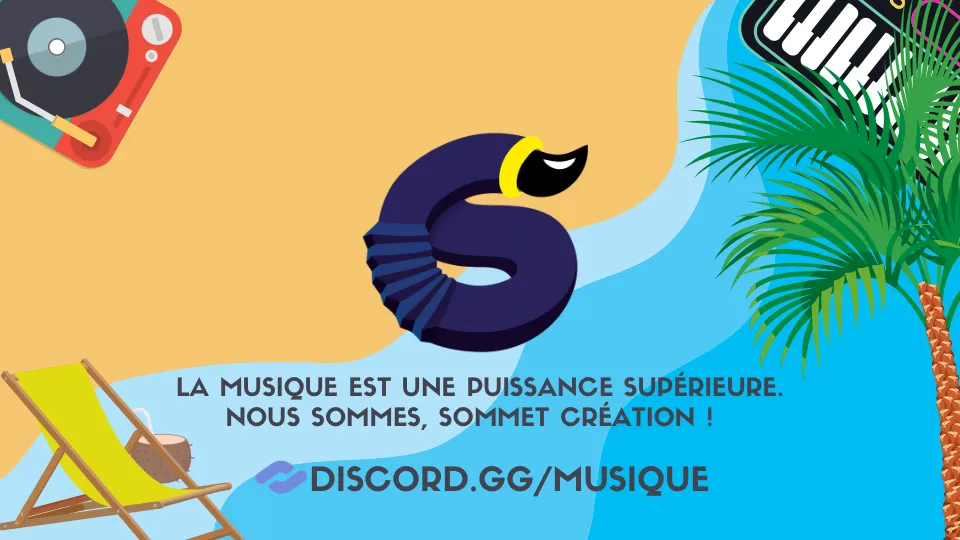 LA MUSIQUE EST UNE PUISSANCE SUPÉRIEURE.
NOUS SOMMES, SOMMET CRÉATION !
DISCORD.GG/MUSIQUE